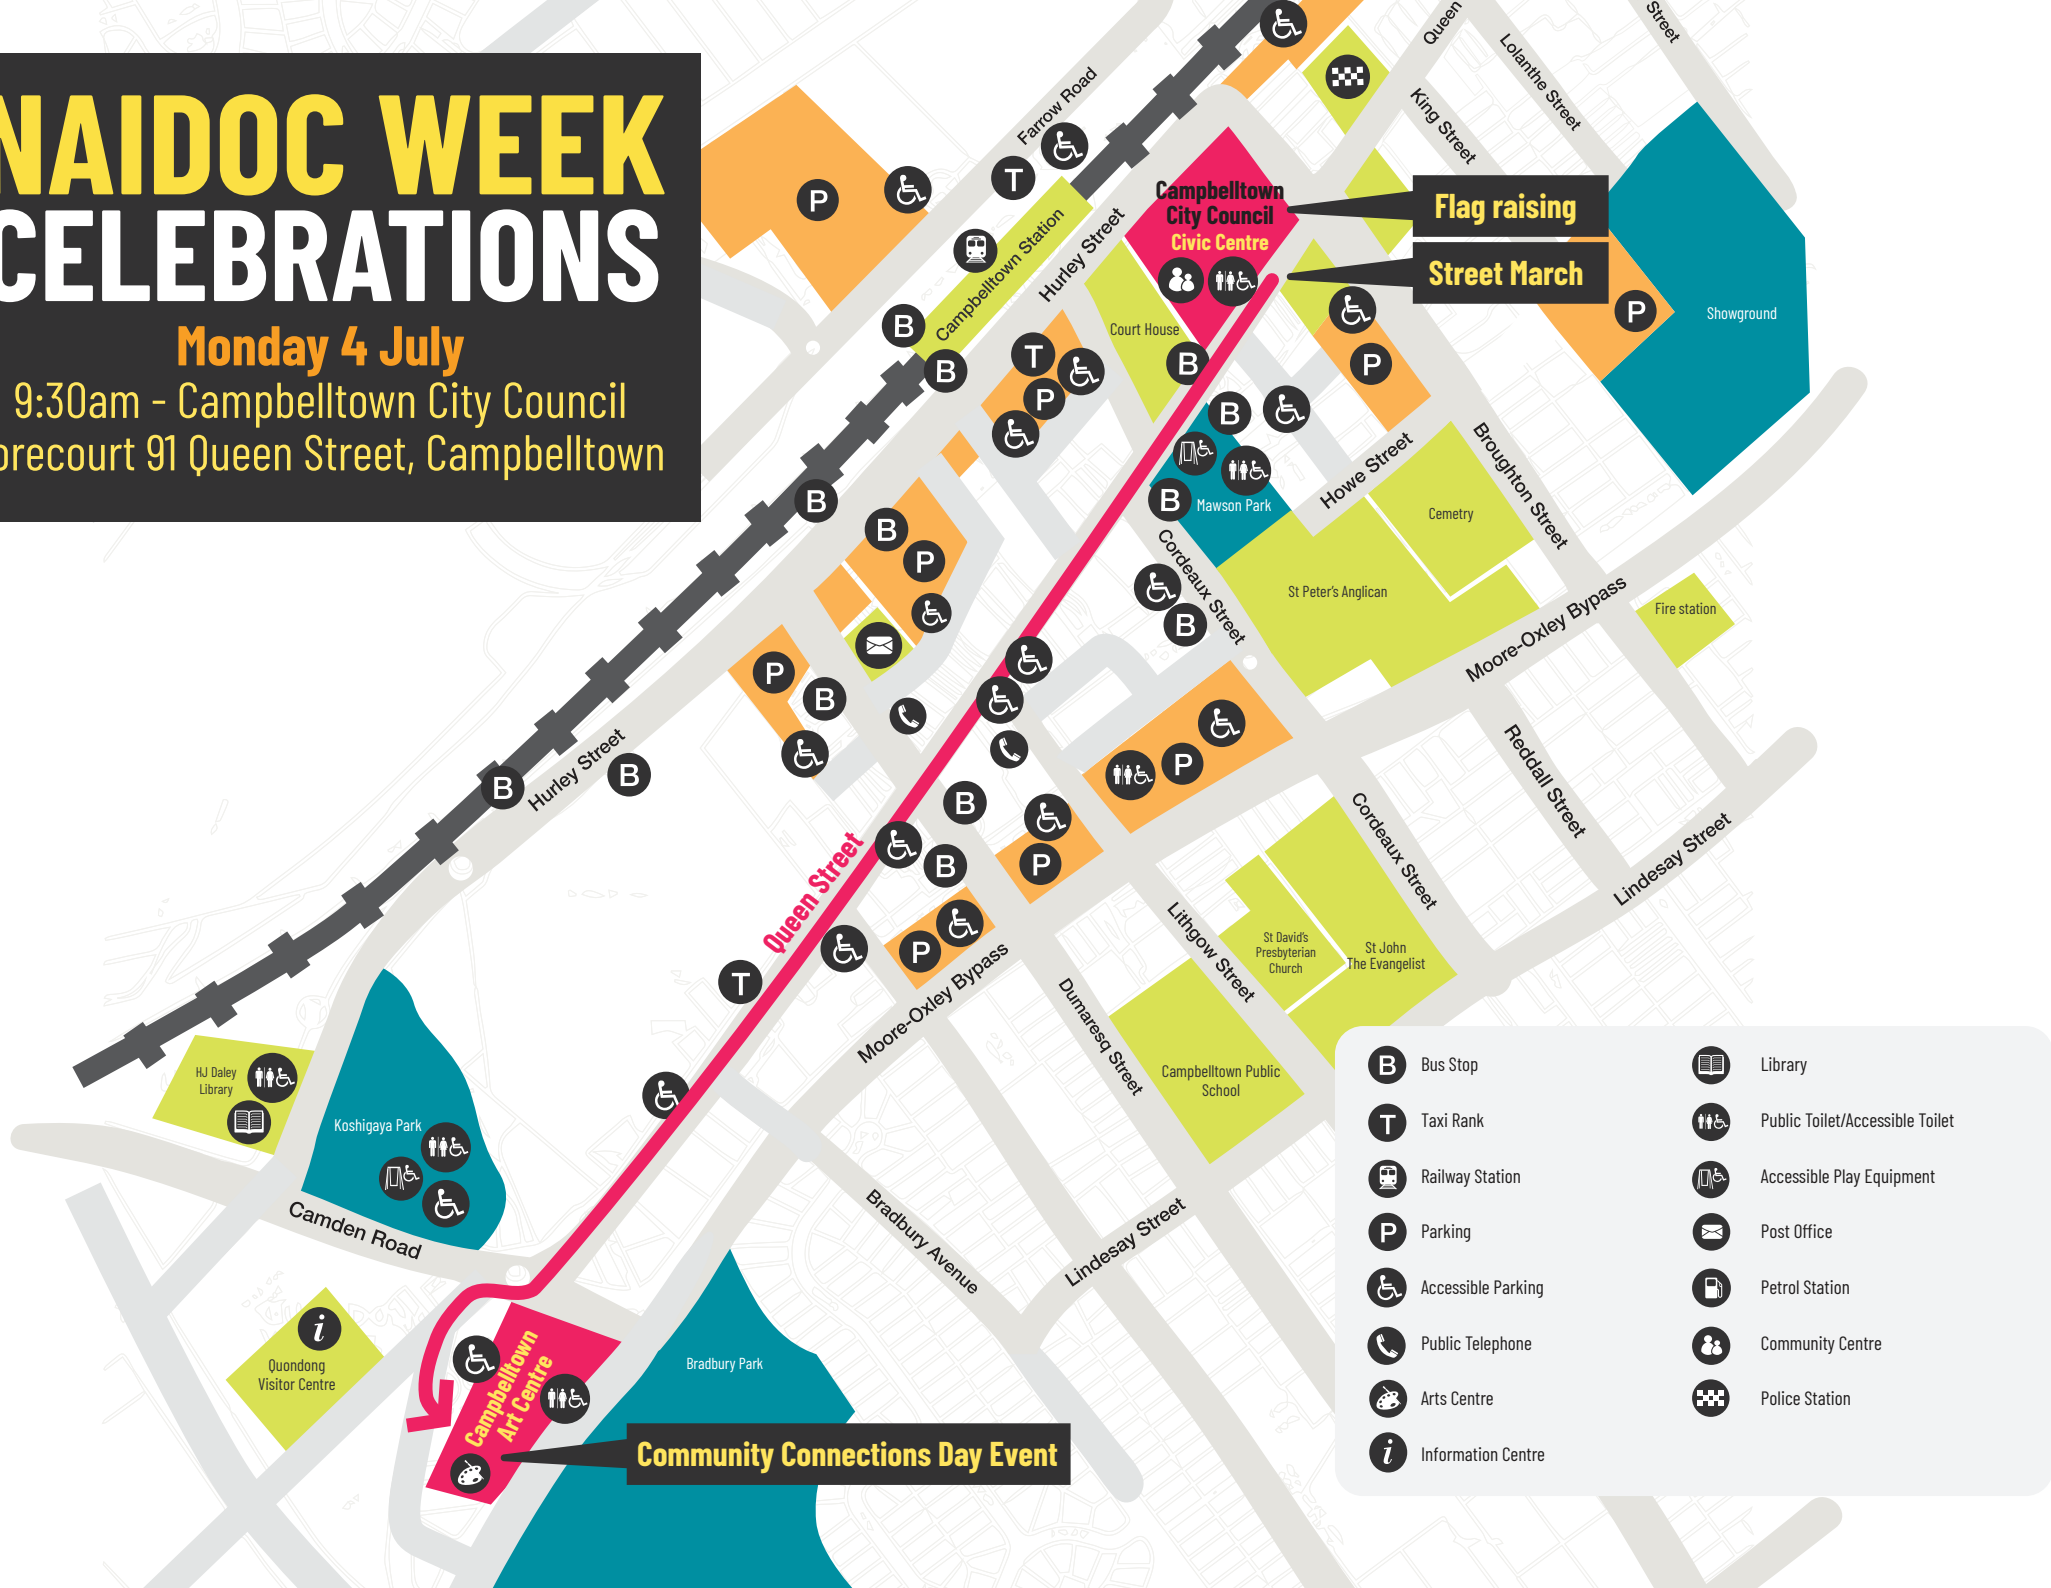 NAIDOC WEEK
CELEBRATIONS
Monday 4 July
9:30am - Campbelltown City Council
orecourt 91 Queen Street, Campbelltown
Farrow Road
Campbelltown Station
Hurley Street
Campbelltown
City Council
Civic Centre
Flag raising
Street March
Queen
Lolanthe Street
Street
King Street
Showground
Court House
Mawson Park
Howe Street
Cemetry
Broughton Street
Cordeaux Street
St Peter's Anglican
Moore-Oxley Bypass
Fire station
Hurley Street
Queen Street
Reddall Street
Lindesay Street
Cordeaux Street
Lithgow Street
St David's
Presbyterian
Church
St John
The Evangelist
Moore-Oxley Bypass
Dumaresq Street
Campbelltown Public
School
HJ Daley
Library
Koshigaya Park
Camden Road
Bradbury Avenue
Lindesay Street
Quondong
Visitor Centre
Campbelltown
Art Centre
Bradbury Park
Community Connections Day Event
B
T
P
i
B Bus Stop
T Taxi Rank
Railway Station
P Parking
Accessible Parking
Public Telephone
Arts Centre
i Information Centre
Library
Public Toilet/Accessible Toilet
Accessible Play Equipment
Post Office
Petrol Station
Community Centre
Police Station